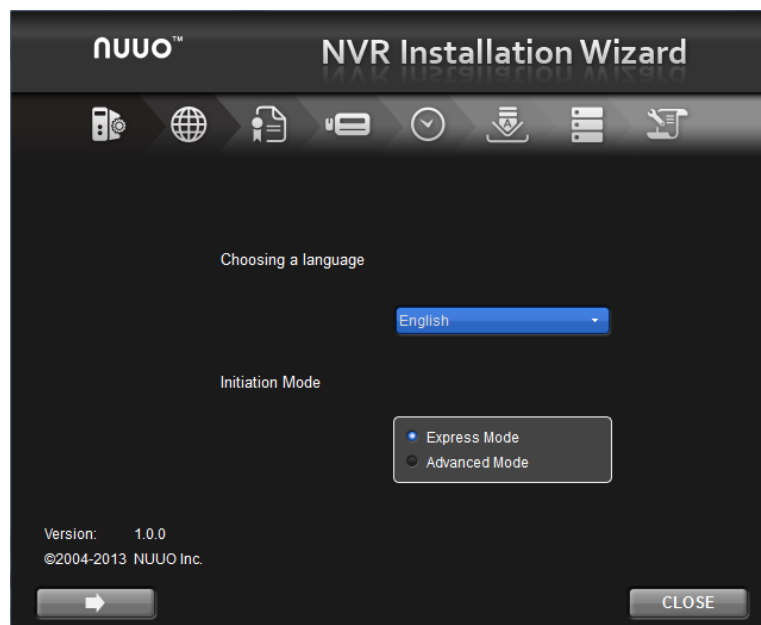 nuuo™
NVR Installation Wizard
Choosing a language
English
Initiation Mode
Express Mode
Advanced Mode
Version: 1.0.0
©2004-2013 NUUO Inc.
CLOSE